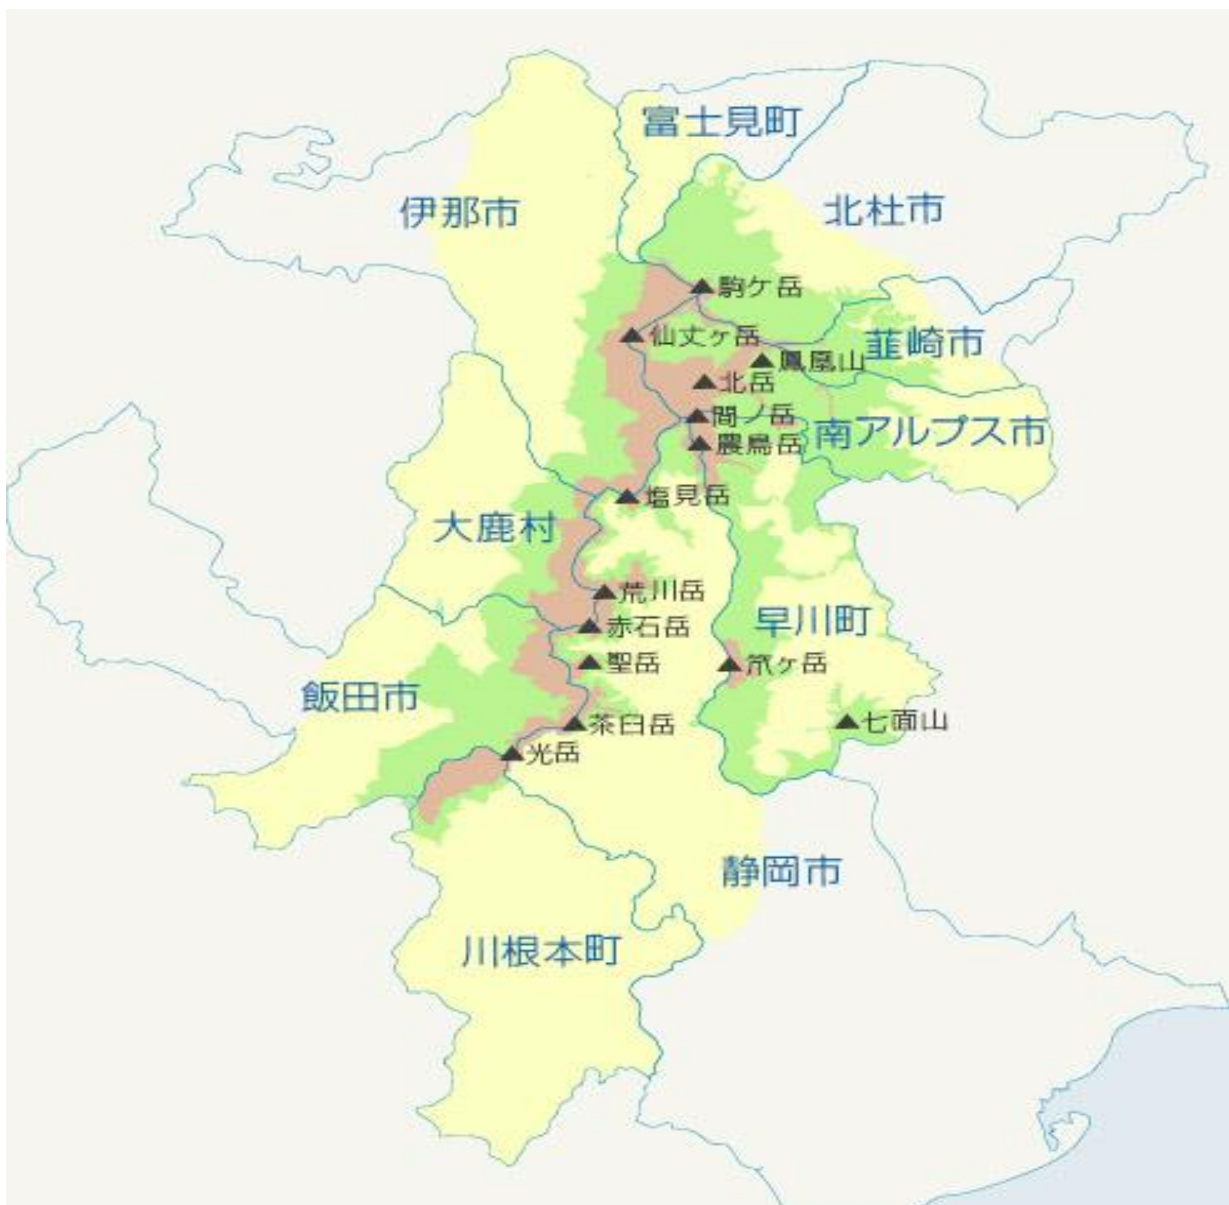 富士見町
伊那市
北杜市
駒ケ岳
仙丈ヶ岳
韮崎市
鳳凰山
北岳
間ノ岳
南アルプス市
農鳥岳
塩見岳
大鹿村
荒川岳
早川町
赤石岳
聖岳
笊ヶ岳
飯田市
七面山
茶臼岳
光岳
静岡市
川根本町